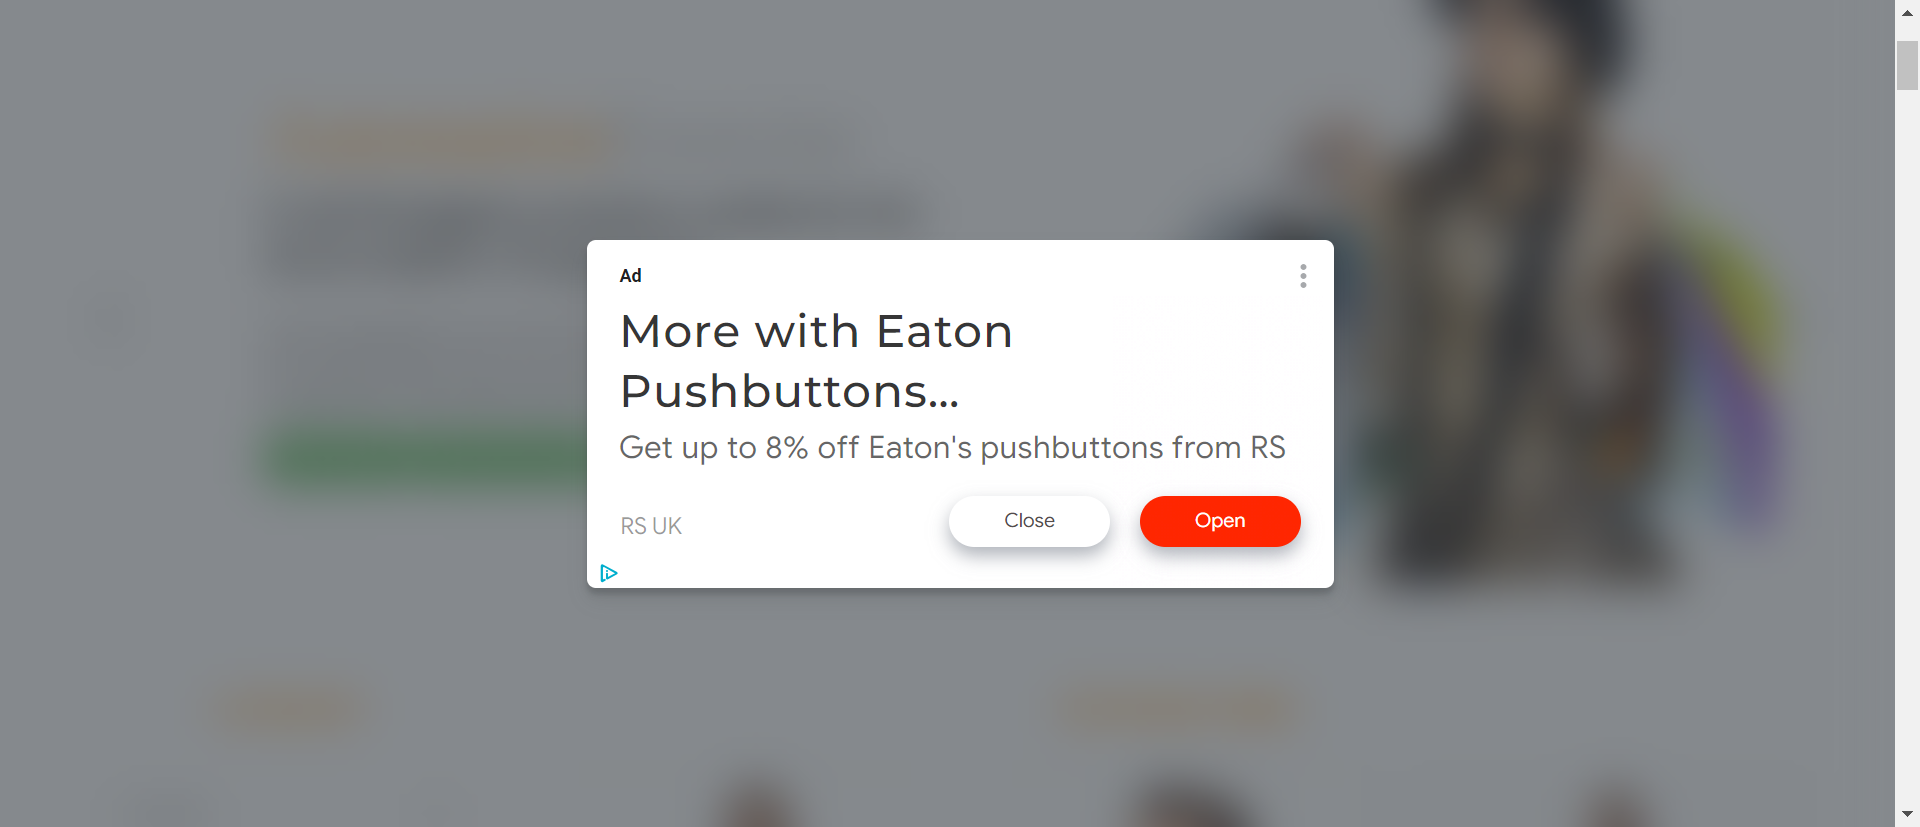 Ad
More with Eaton
Pushbuttons...
Get up to 8% off Eaton's pushbuttons from RS
RS UK
Close
Open